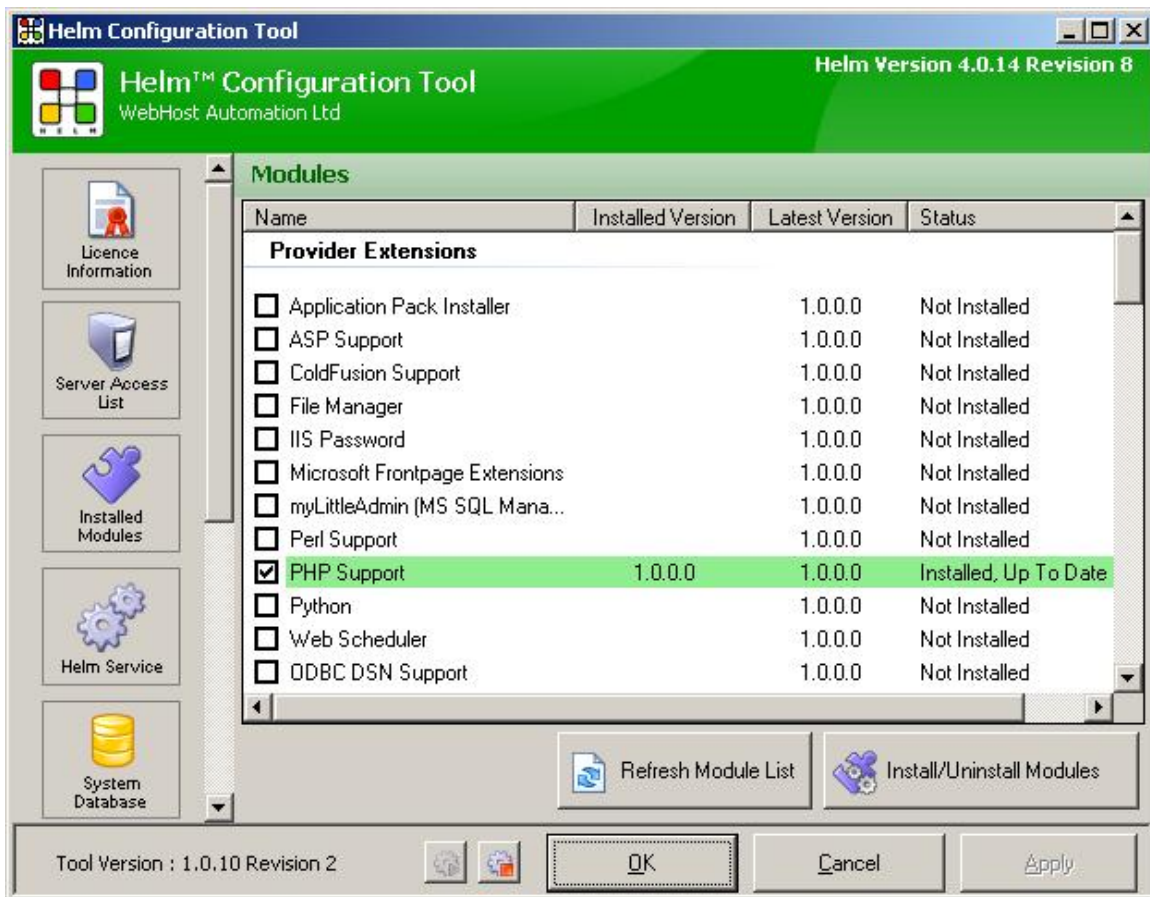 Helm Configuration Tool
Helm™ Configuration Tool
Helm Version 4.0.14 Revision 8
WebHost Automation Ltd
H E L M
Licence
Information
Server Access
List
Installed
Modules
Helm Service
System
Database
Modules
Name Installed Version Latest Version Status
Provider Extensions
Application Pack Installer 1.0.0.0 Not Installed
ASP Support 1.0.0.0 Not Installed
ColdFusion Support 1.0.0.0 Not Installed
File Manager 1.0.0.0 Not Installed
IIS Password 1.0.0.0 Not Installed
Microsoft Frontpage Extensions 1.0.0.0 Not Installed
myLittleAdmin (MS SQL Mana... 1.0.0.0 Not Installed
Perl Support 1.0.0.0 Not Installed
PHP Support 1.0.0.0 1.0.0.0 Installed, Up To Date
Python 1.0.0.0 Not Installed
Web Scheduler 1.0.0.0 Not Installed
ODBC DSN Support 1.0.0.0 Not Installed
Refresh Module List Install/Uninstall Modules
Tool Version : 1.0.10 Revision 2 OK Cancel Apply